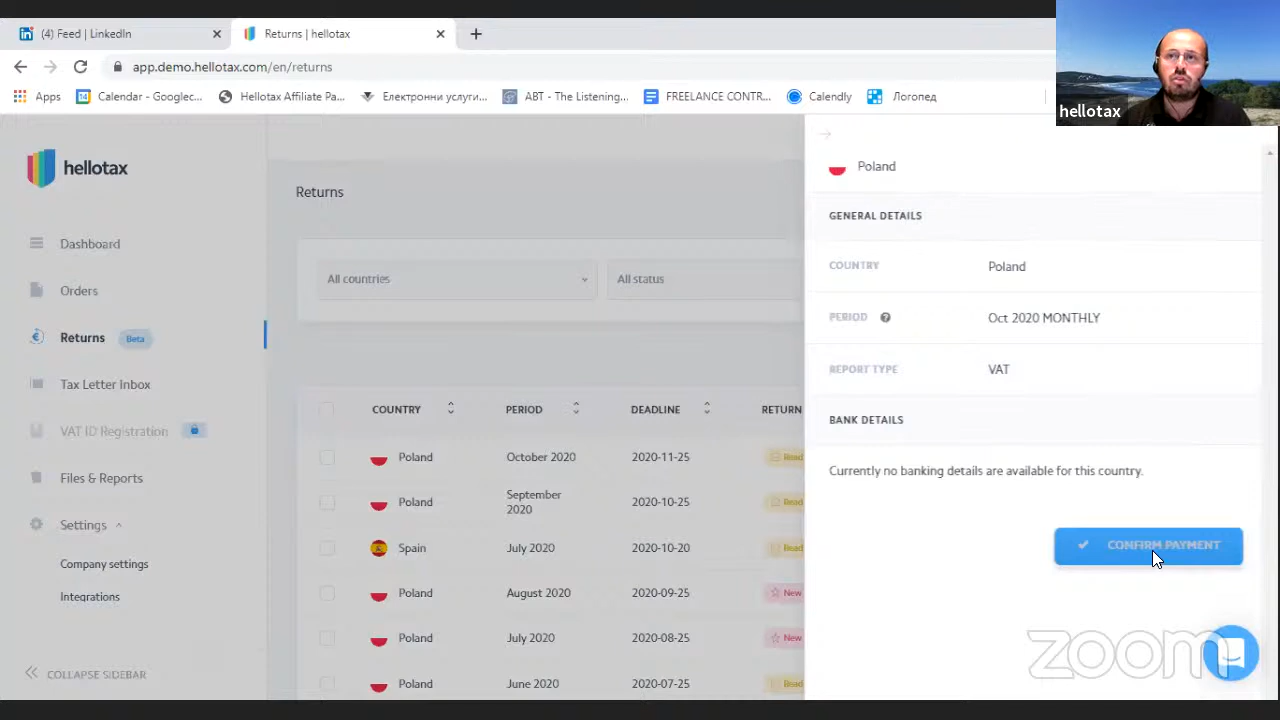 (4) Feed | LinkedIn
Returns | hellotax
app.demo.hellotax.com/en/returns
Apps
Calendar - Googlec...
Hellotax Affiliate Pa...
Електронни услуги...
ABT - The Listening...
FREELANCE CONTR...
Calendly
Логопед
hellotax
hellotax
Dashboard
Orders
Returns Beta
Tax Letter Inbox
VAT ID Registration
Files & Reports
Settings
Company settings
Integrations
COLLAPSE SIDEBAR
Returns
All countries
All status
COUNTRY PERIOD DEADLINE RETURN
Poland October 2020 2020-11-25 Read
Poland September 2020 2020-10-25 Read
Spain July 2020 2020-10-20 Read
Poland August 2020 2020-09-25 New
Poland July 2020 2020-08-25 New
Poland June 2020 2020-07-25 Read
Poland
GENERAL DETAILS
COUNTRY Poland
PERIOD Oct 2020 MONTHLY
REPORT TYPE VAT
BANK DETAILS
Currently no banking details are available for this country.
CONFIRM PAYMENT
zoom